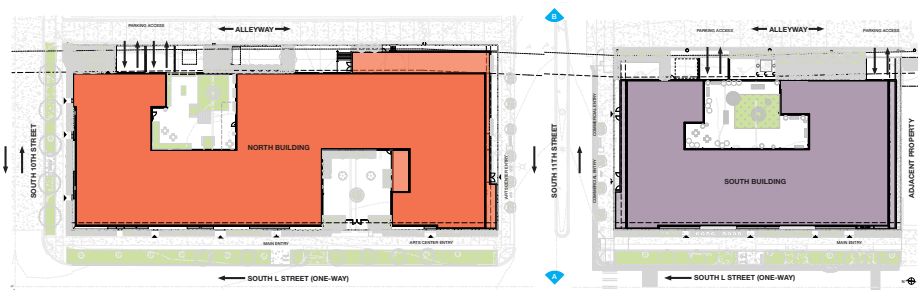 PARKING ACCESS
ALLEYWAY
B
PARKING ACCESS
ALLEYWAY
PARKING ACCESS
SOUTH 10TH STREET
NORTH BUILDING
ARTS CENTER ENTRY
MAIN ENTRY
ARTS CENTER ENTRY
SOUTH L STREET (ONE-WAY)
SOUTH 11TH STREET
A
COMMERCIAL ENTRY
COMMERCIAL ENTRY
SOUTH BUILDING
ADJACENT PROPERTY
MAIN ENTRY
SOUTH L STREET (ONE-WAY)
N